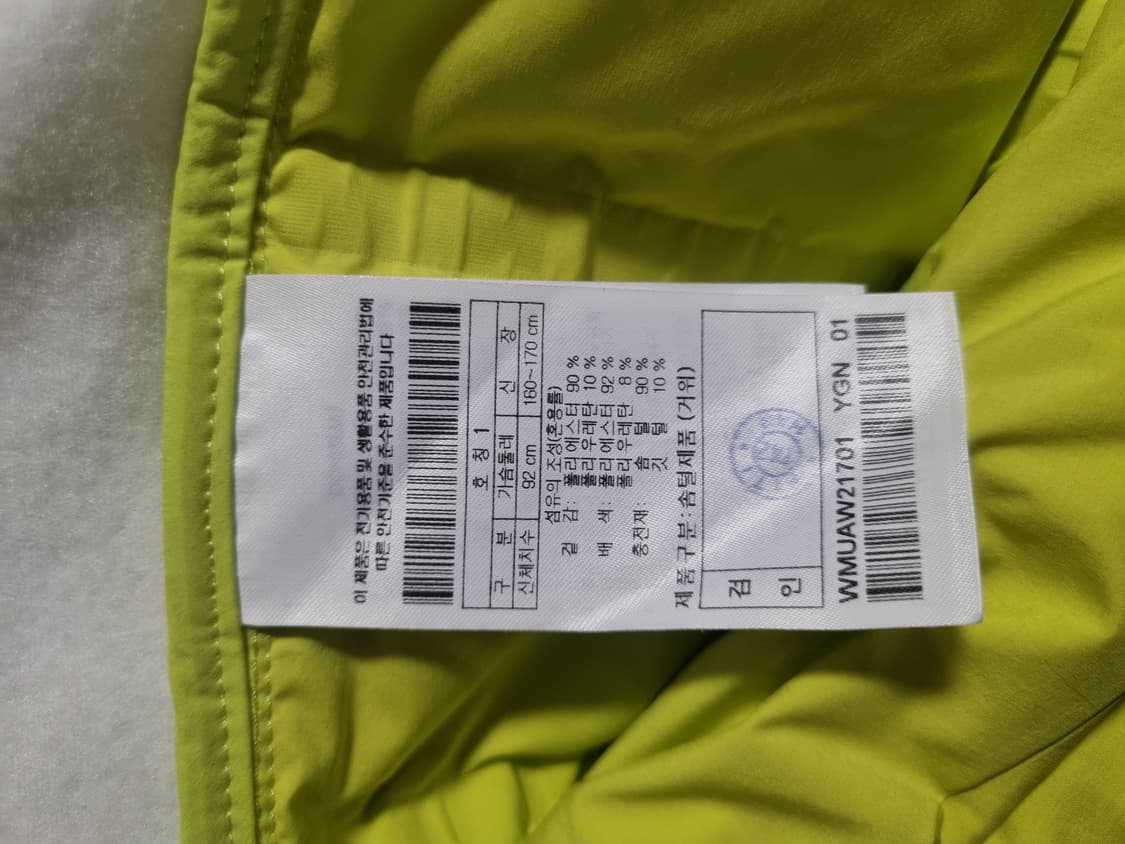 이 제품은 전기용품 및 생활용품 안전관리법에
따른 안전기준을 준수한 제품입니다
구 분 호 칭 1
신체치수 가슴둘레 신 장
92 cm 160~170 cm
섬유의 조성(혼용률)
겉 감: 폴리에스터 90 %
폴리우레탄 10 %
배 색: 폴리에스터 92 %
폴리우레탄 8 %
충전재: 솜 털 90 %
깃 털 10 %
제품구분:솜털제품 (거위)
검
인
WMUAW21701 YGN 01